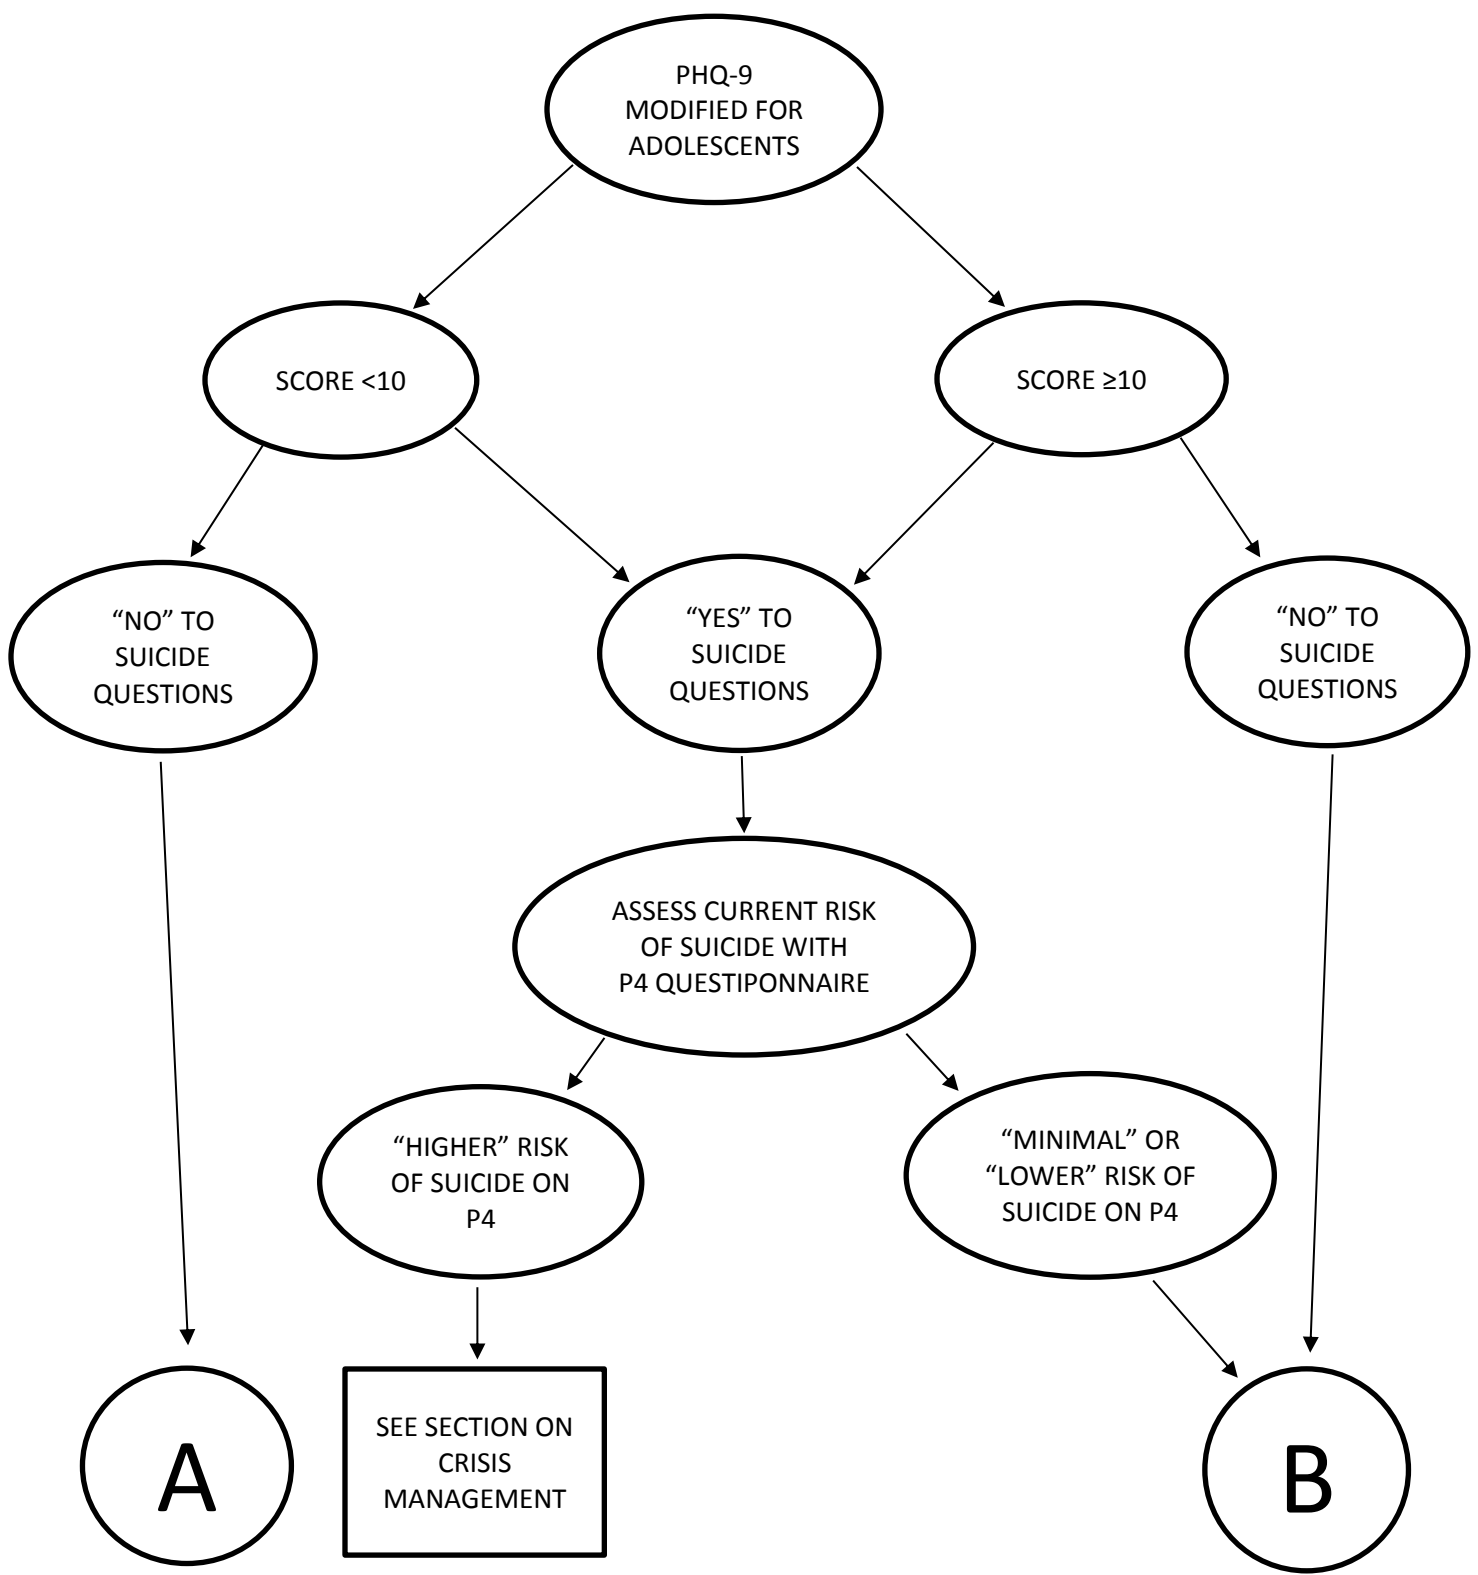 PHQ-9
MODIFIED FOR
ADOLESCENTS
SCORE <10
SCORE ≥10
“NO” TO
SUICIDE
QUESTIONS
“YES” TO
SUICIDE
QUESTIONS
“NO” TO
SUICIDE
QUESTIONS
ASSESS CURRENT RISK
OF SUICIDE WITH
P4 QUESTIPONNAIRE
“HIGHER” RISK
OF SUICIDE ON
P4
“MINIMAL” OR
“LOWER” RISK OF
SUICIDE ON P4
A
SEE SECTION ON
CRISIS
MANAGEMENT
B